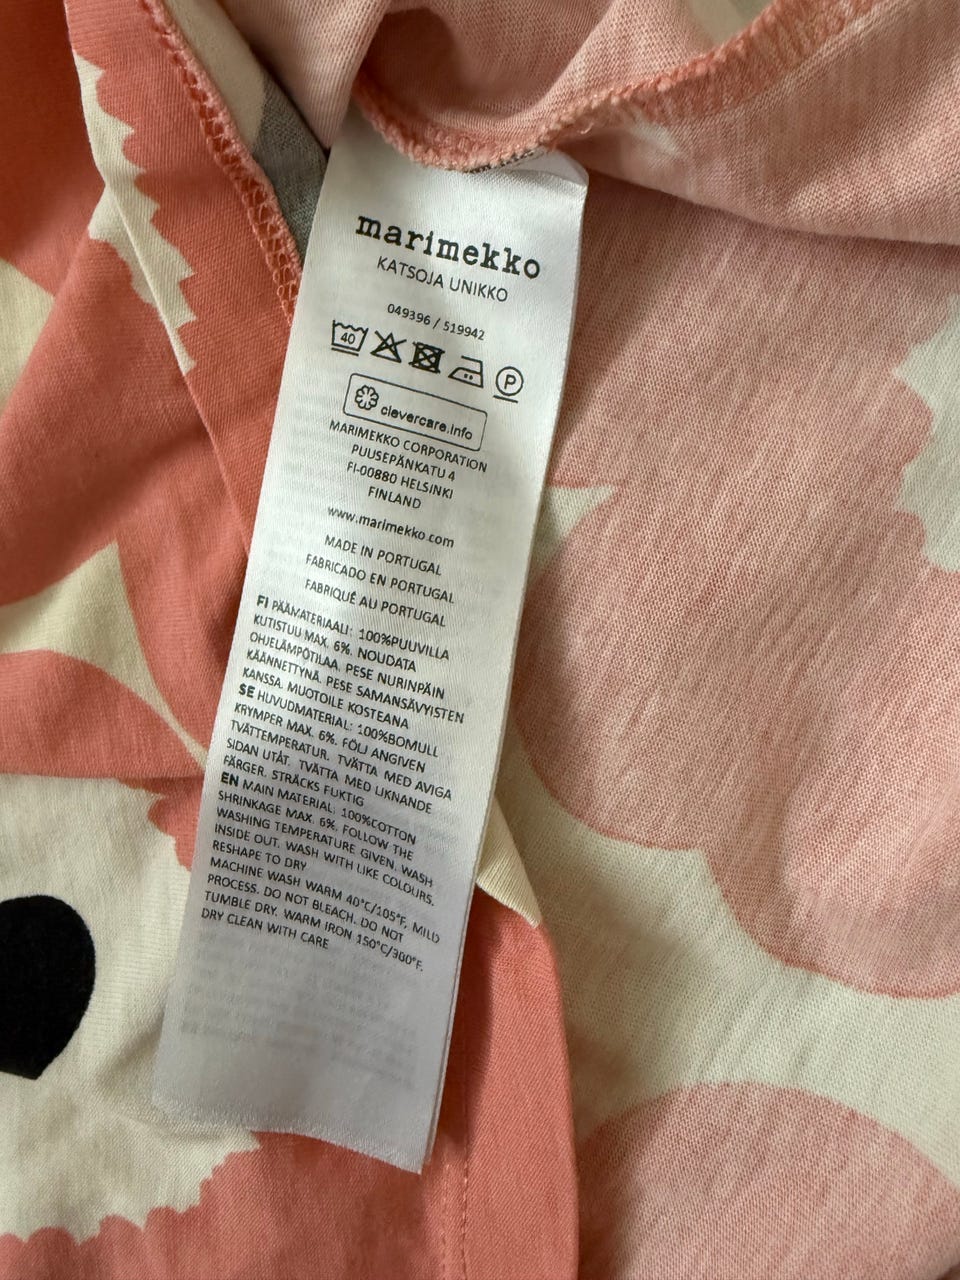 marimekko
KATSOJA UNIKKO
049396 / 519942
40
P
clevercare.info
MARIMEKKO CORPORATION
PUUSEPÄNKATU 4
FI-00880 HELSINKI
FINLAND
www.marimekko.com
MADE IN PORTUGAL
FABRICADO EN PORTUGAL
FABRIQUÉ AU PORTUGAL
FI PÄÄMATERIAALI: 100%PUUVILLA
KUTISTUU MAX. 6%. NOUDATA
OHJELÄMPÖTILAA. PESE NURINPÄIN
KÄÄNNETTYNÄ. PESE SAMANSÄVYISTEN
KANSSA. MUOTOILE KOSTEANA
SE HUVUDMATERIAL: 100%BOMULL
KRYMPER MAX. 6%. FÖLJ ANGIVEN
TVÄTTEMPERATUR. TVÄTTA MED AVIGA
SIDAN UTÅT. TVÄTTA MED LIKNANDE
FÄRGER. STRÄCKS FUKTIG
EN MAIN MATERIAL: 100%COTTON
SHRINKAGE MAX. 6%. FOLLOW THE
WASHING TEMPERATURE GIVEN. WASH
INSIDE OUT. WASH WITH LIKE COLOURS.
RESHAPE TO DRY
MACHINE WASH WARM 40°C/105°F, MILD
PROCESS. DO NOT BLEACH. DO NOT
TUMBLE DRY. WARM IRON 150°C/300°F.
DRY CLEAN WITH CARE